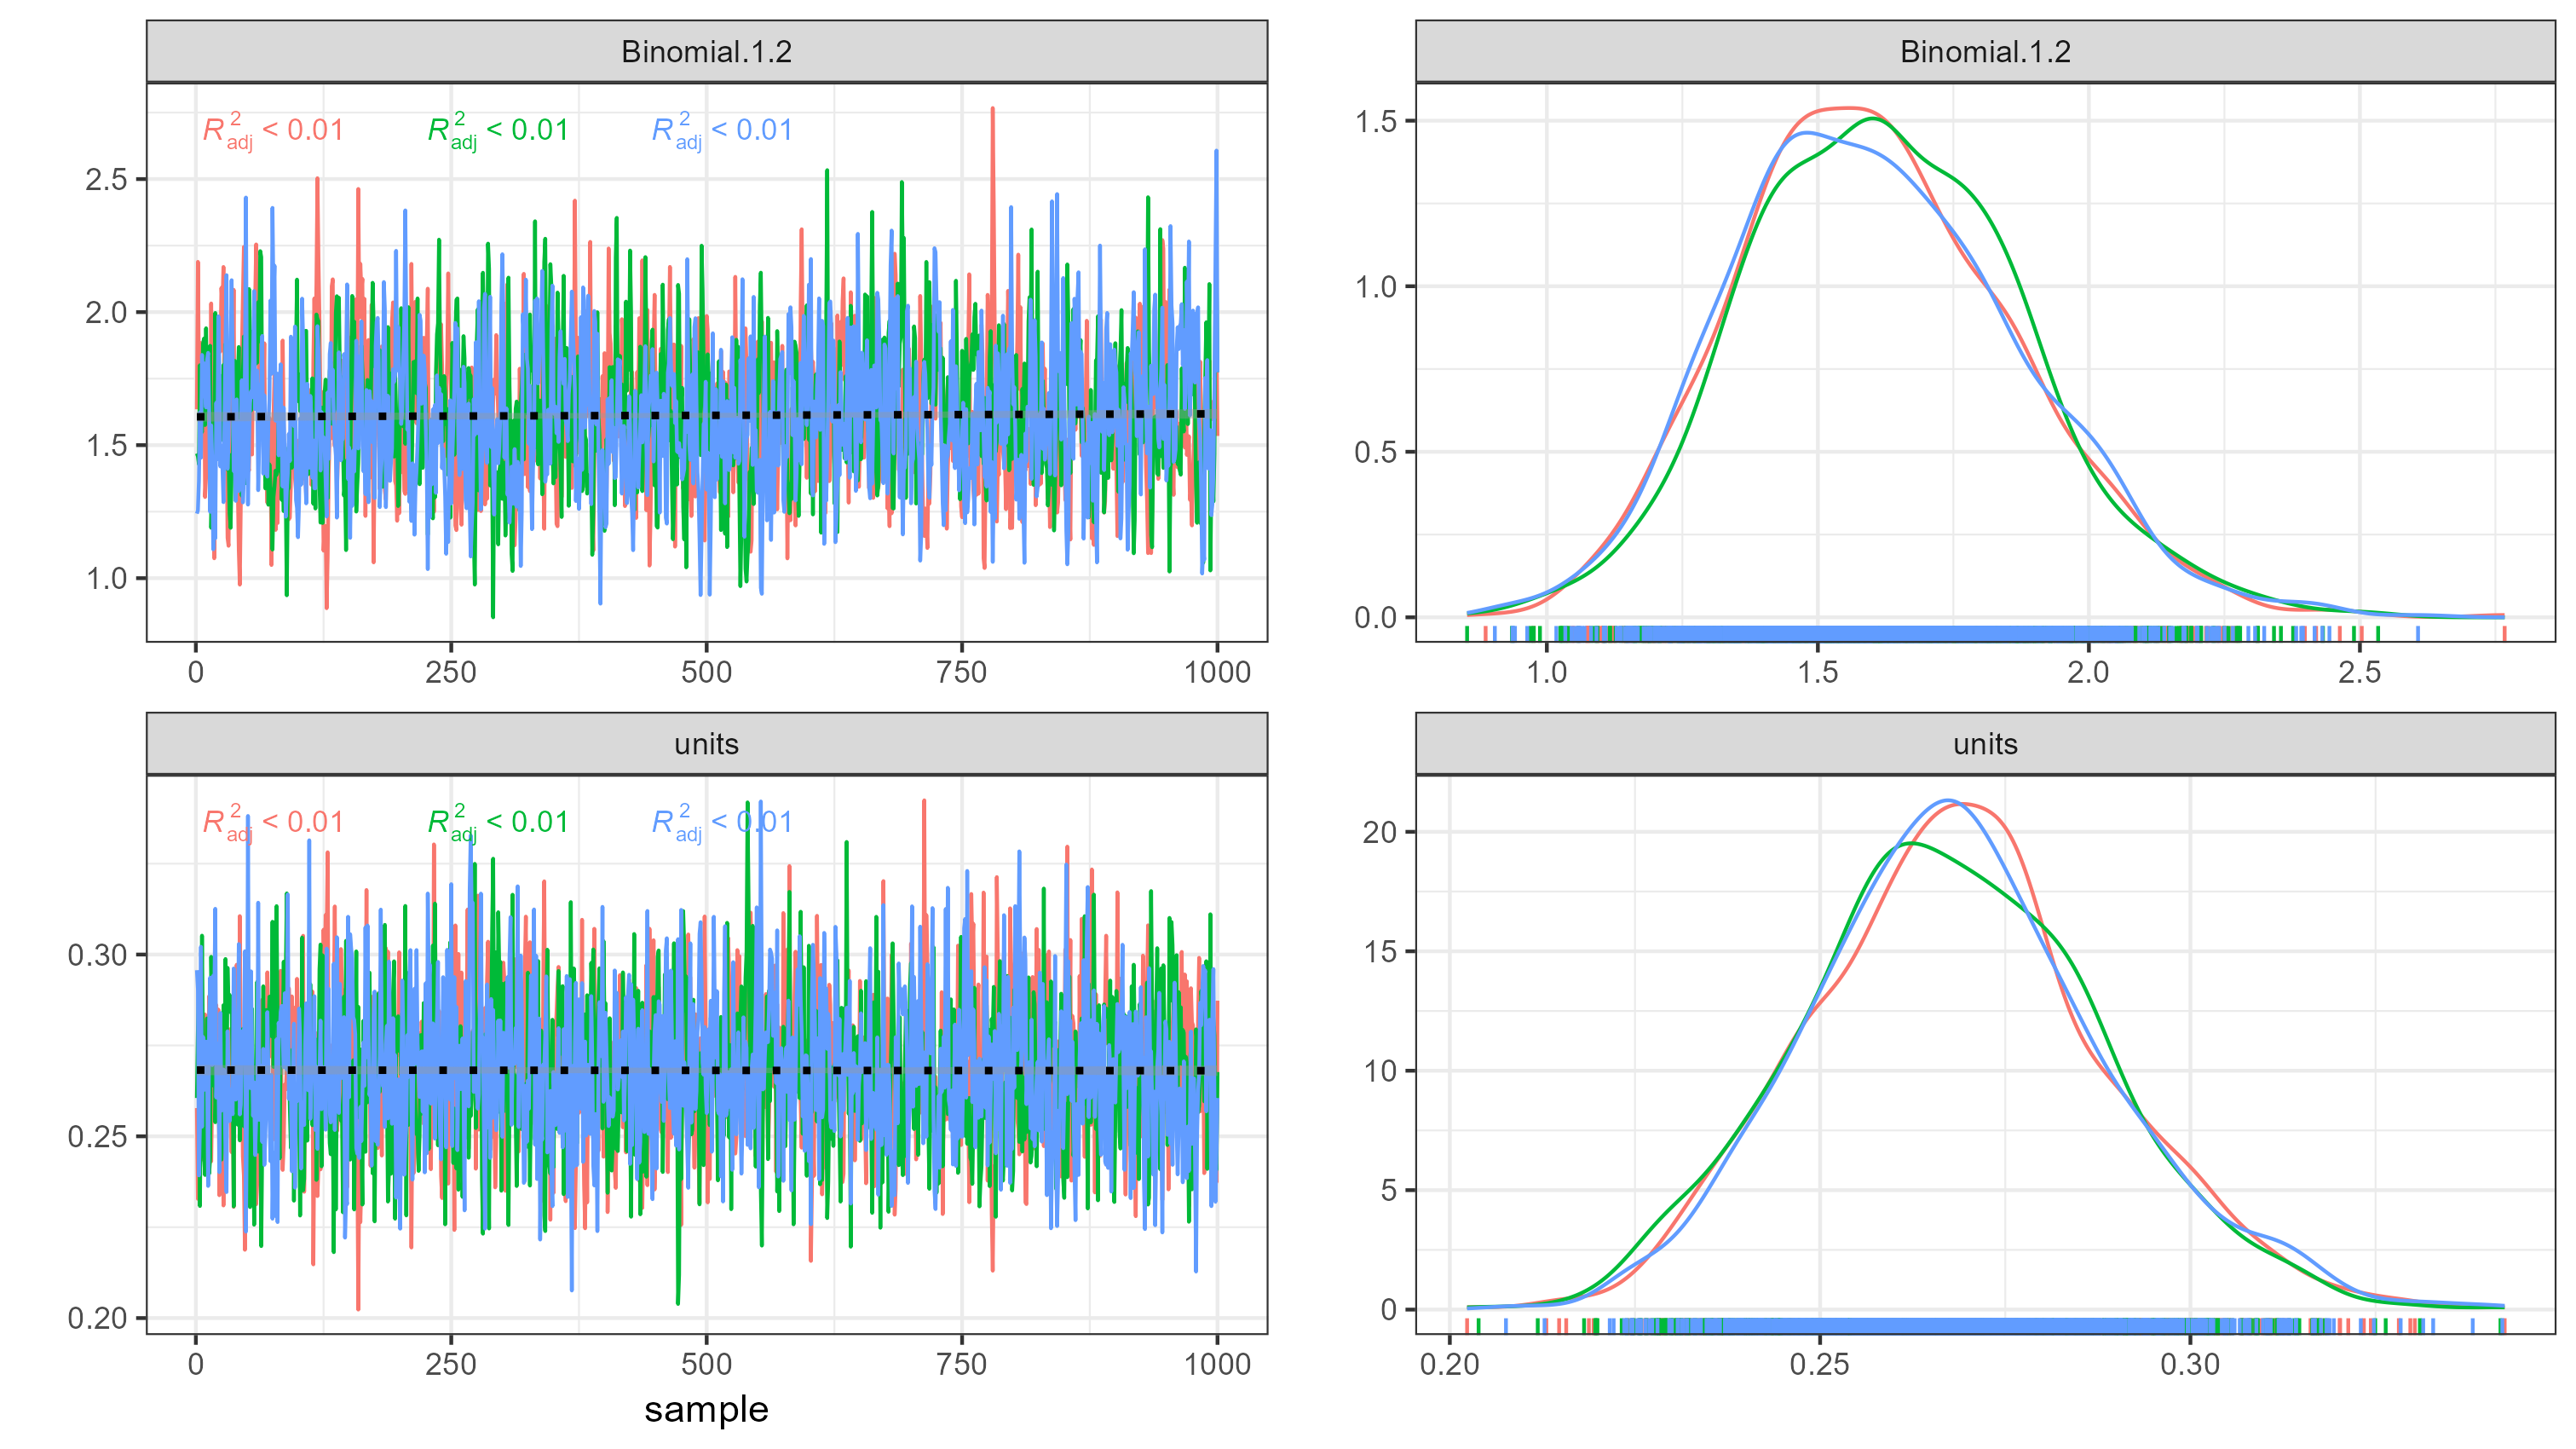 Binomial.1.2
R²adj < 0.01 R²adj < 0.01 R²adj < 0.01
2.5
2.0
1.5
1.0
0 250 500 750 1000
Binomial.1.2
1.5
1.0
0.5
0.0
1.0 1.5 2.0 2.5
units
R²adj < 0.01 R²adj < 0.01 R²adj < 0.01
0.30
0.25
0.20
0 250 500 750 1000
sample
units
20
15
10
5
0
0.20 0.25 0.30